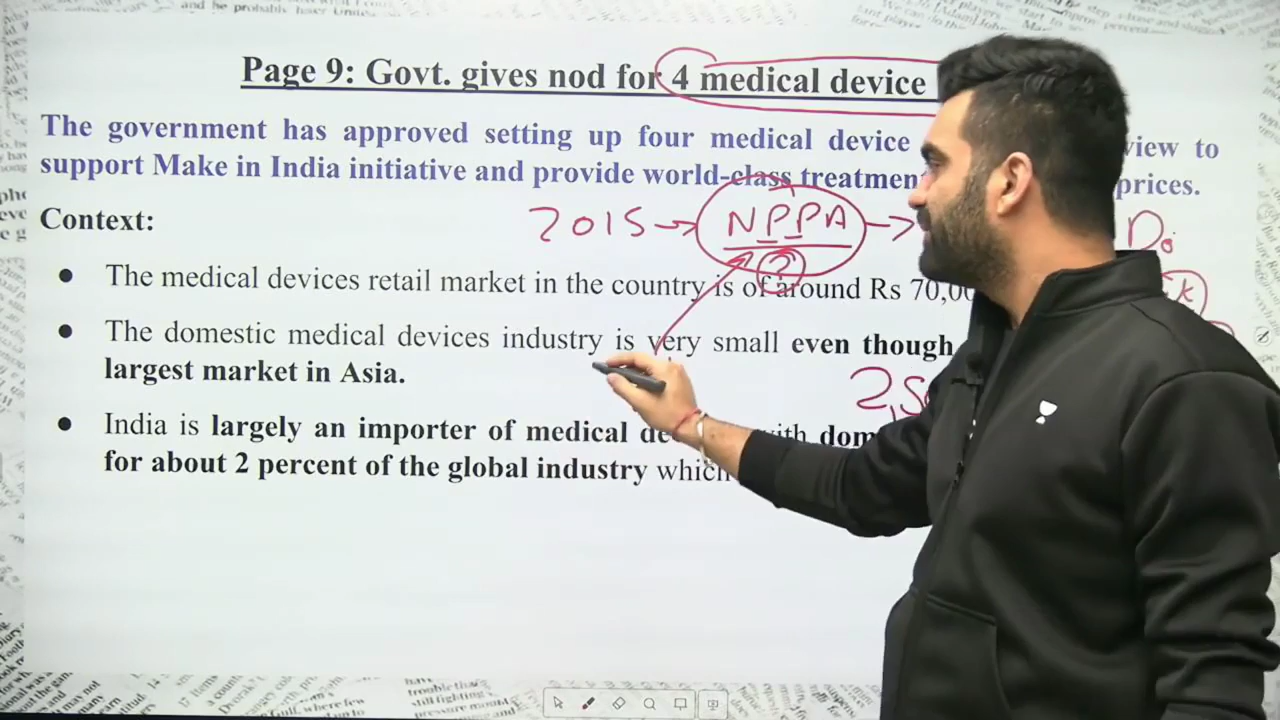 Page 9: Govt. gives nod for 4 medical device
The government has approved setting up four medical device view to
support Make in India initiative and provide world-class treatment prices.
2015 → NPPA → Do
Context:
?
The medical devices retail market in the country is of around Rs 70,00 k
The domestic medical devices industry is very small even though
largest market in Asia.
2,5
India is largely an importer of medical with dom
for about 2 percent of the global industry which